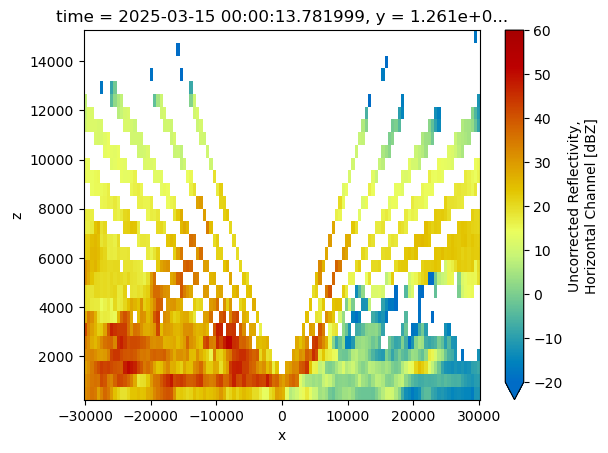 time = 2025-03-15 00:00:13.781999, y = 1.261e+0...
14000
12000
10000
8000
6000
4000
2000
z
−30000 −20000 −10000 0 10000 20000 30000
x
60
50
40
30
20
10
0
−10
−20
Uncorrected Reflectivity,
Horizontal Channel [dBZ]